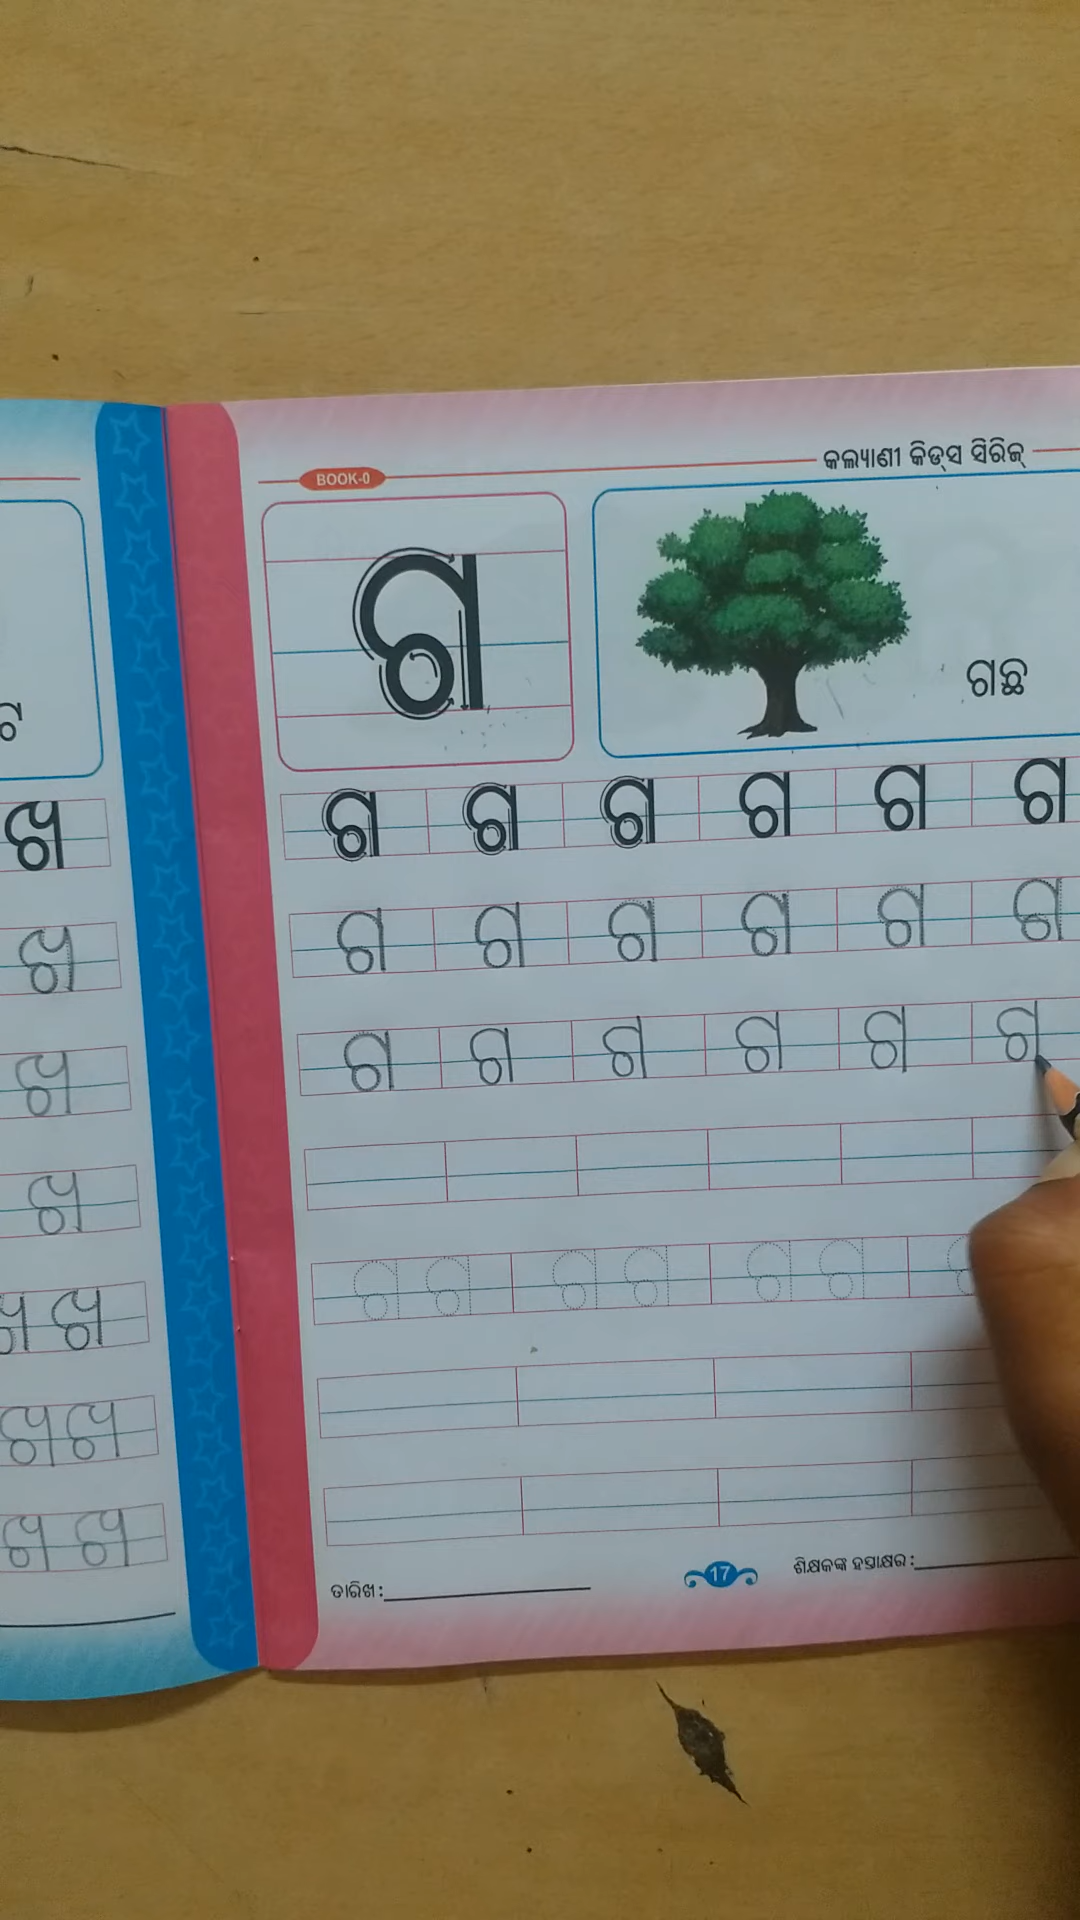 BOOK-0
କଲ୍ୟାଣୀ କିଡ୍‌ସ ସିରିଜ୍
ଗ
ଗଛ
ଟ
ଖ
ଗ ଗ ଗ ଗ ଗ ଗ
ଖ
ଗ ଗ ଗ ଗ ଗ ଗ
ଖ
ଗ ଗ ଗ ଗ ଗ ଗ
ଖ
ଖ ଖ
ଗ ଗ ଗ ଗ ଗ ଗ
ଖ ଖ
ଖ ଖ
ତାରିଖ :
17
ଶିକ୍ଷକଙ୍କ ହସ୍ତାକ୍ଷର :